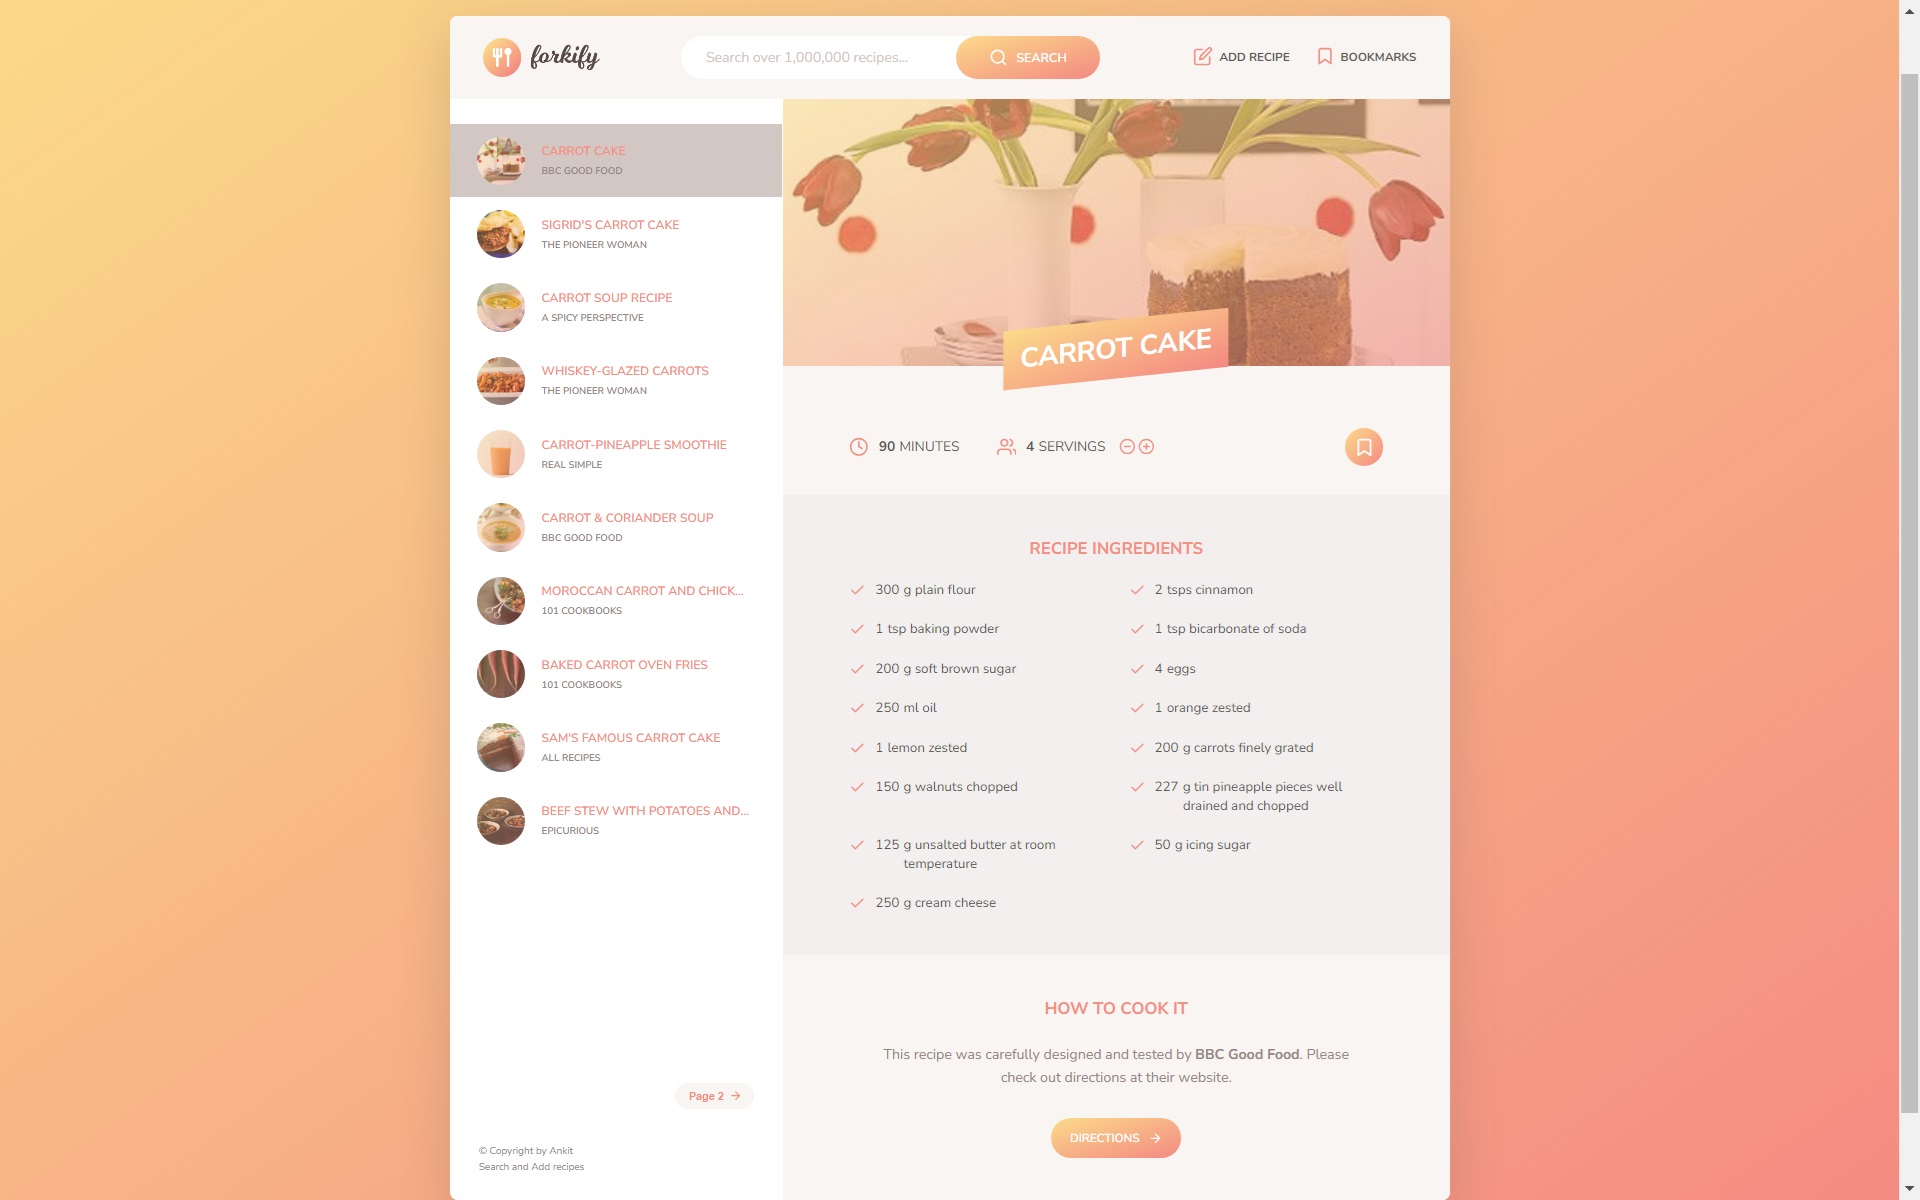 forkify
Search over 1,000,000 recipes...
SEARCH
ADD RECIPE
BOOKMARKS
CARROT CAKE
BBC GOOD FOOD
SIGRID'S CARROT CAKE
THE PIONEER WOMAN
CARROT SOUP RECIPE
A SPICY PERSPECTIVE
WHISKEY-GLAZED CARROTS
THE PIONEER WOMAN
CARROT-PINEAPPLE SMOOTHIE
REAL SIMPLE
CARROT & CORIANDER SOUP
BBC GOOD FOOD
MOROCCAN CARROT AND CHICK...
101 COOKBOOKS
BAKED CARROT OVEN FRIES
101 COOKBOOKS
SAM'S FAMOUS CARROT CAKE
ALL RECIPES
BEEF STEW WITH POTATOES AND...
EPICURIOUS
Page 2
© Copyright by Ankit
Search and Add recipes
CARROT CAKE
90 MINUTES
4 SERVINGS
RECIPE INGREDIENTS
300 g plain flour
2 tsps cinnamon
1 tsp baking powder
1 tsp bicarbonate of soda
200 g soft brown sugar
4 eggs
250 ml oil
1 orange zested
1 lemon zested
200 g carrots finely grated
150 g walnuts chopped
227 g tin pineapple pieces well
drained and chopped
125 g unsalted butter at room
temperature
50 g icing sugar
250 g cream cheese
HOW TO COOK IT
This recipe was carefully designed and tested by BBC Good Food. Please
check out directions at their website.
DIRECTIONS